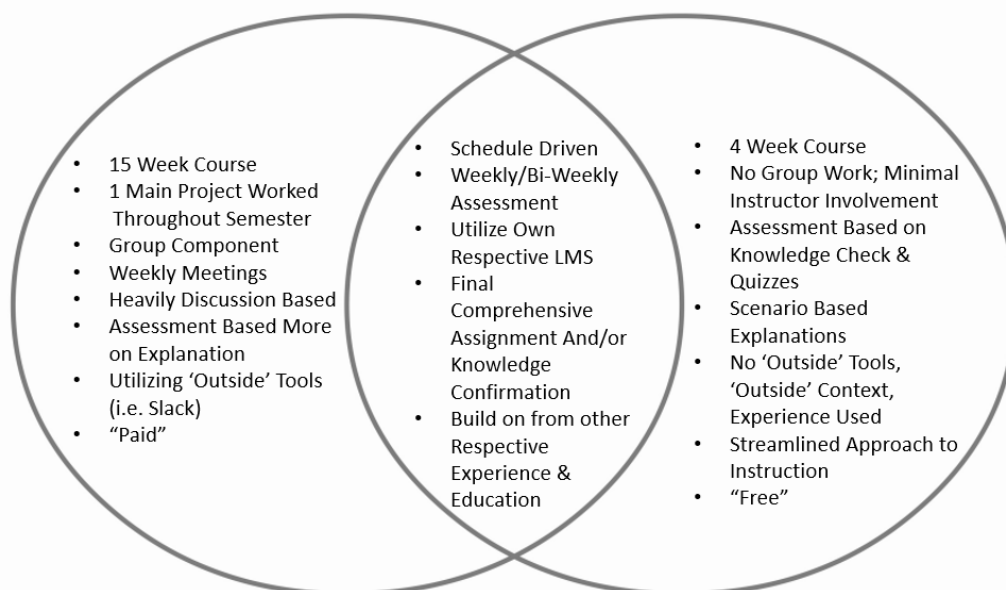 • 15 Week Course
• 1 Main Project Worked
Throughout Semester
• Group Component
• Weekly Meetings
• Heavily Discussion Based
• Assessment Based More
on Explanation
• Utilizing ‘Outside’ Tools
(i.e. Slack)
• “Paid”
• Schedule Driven
• Weekly/Bi-Weekly
Assessment
• Utilize Own
Respective LMS
• Final
Comprehensive
Assignment And/or
Knowledge
Confirmation
• Build on from other
Respective
Experience &
Education
• 4 Week Course
• No Group Work; Minimal
Instructor Involvement
• Assessment Based on
Knowledge Check &
Quizzes
• Scenario Based
Explanations
• No ‘Outside’ Tools,
‘Outside’ Context,
Experience Used
• Streamlined Approach to
Instruction
• “Free”